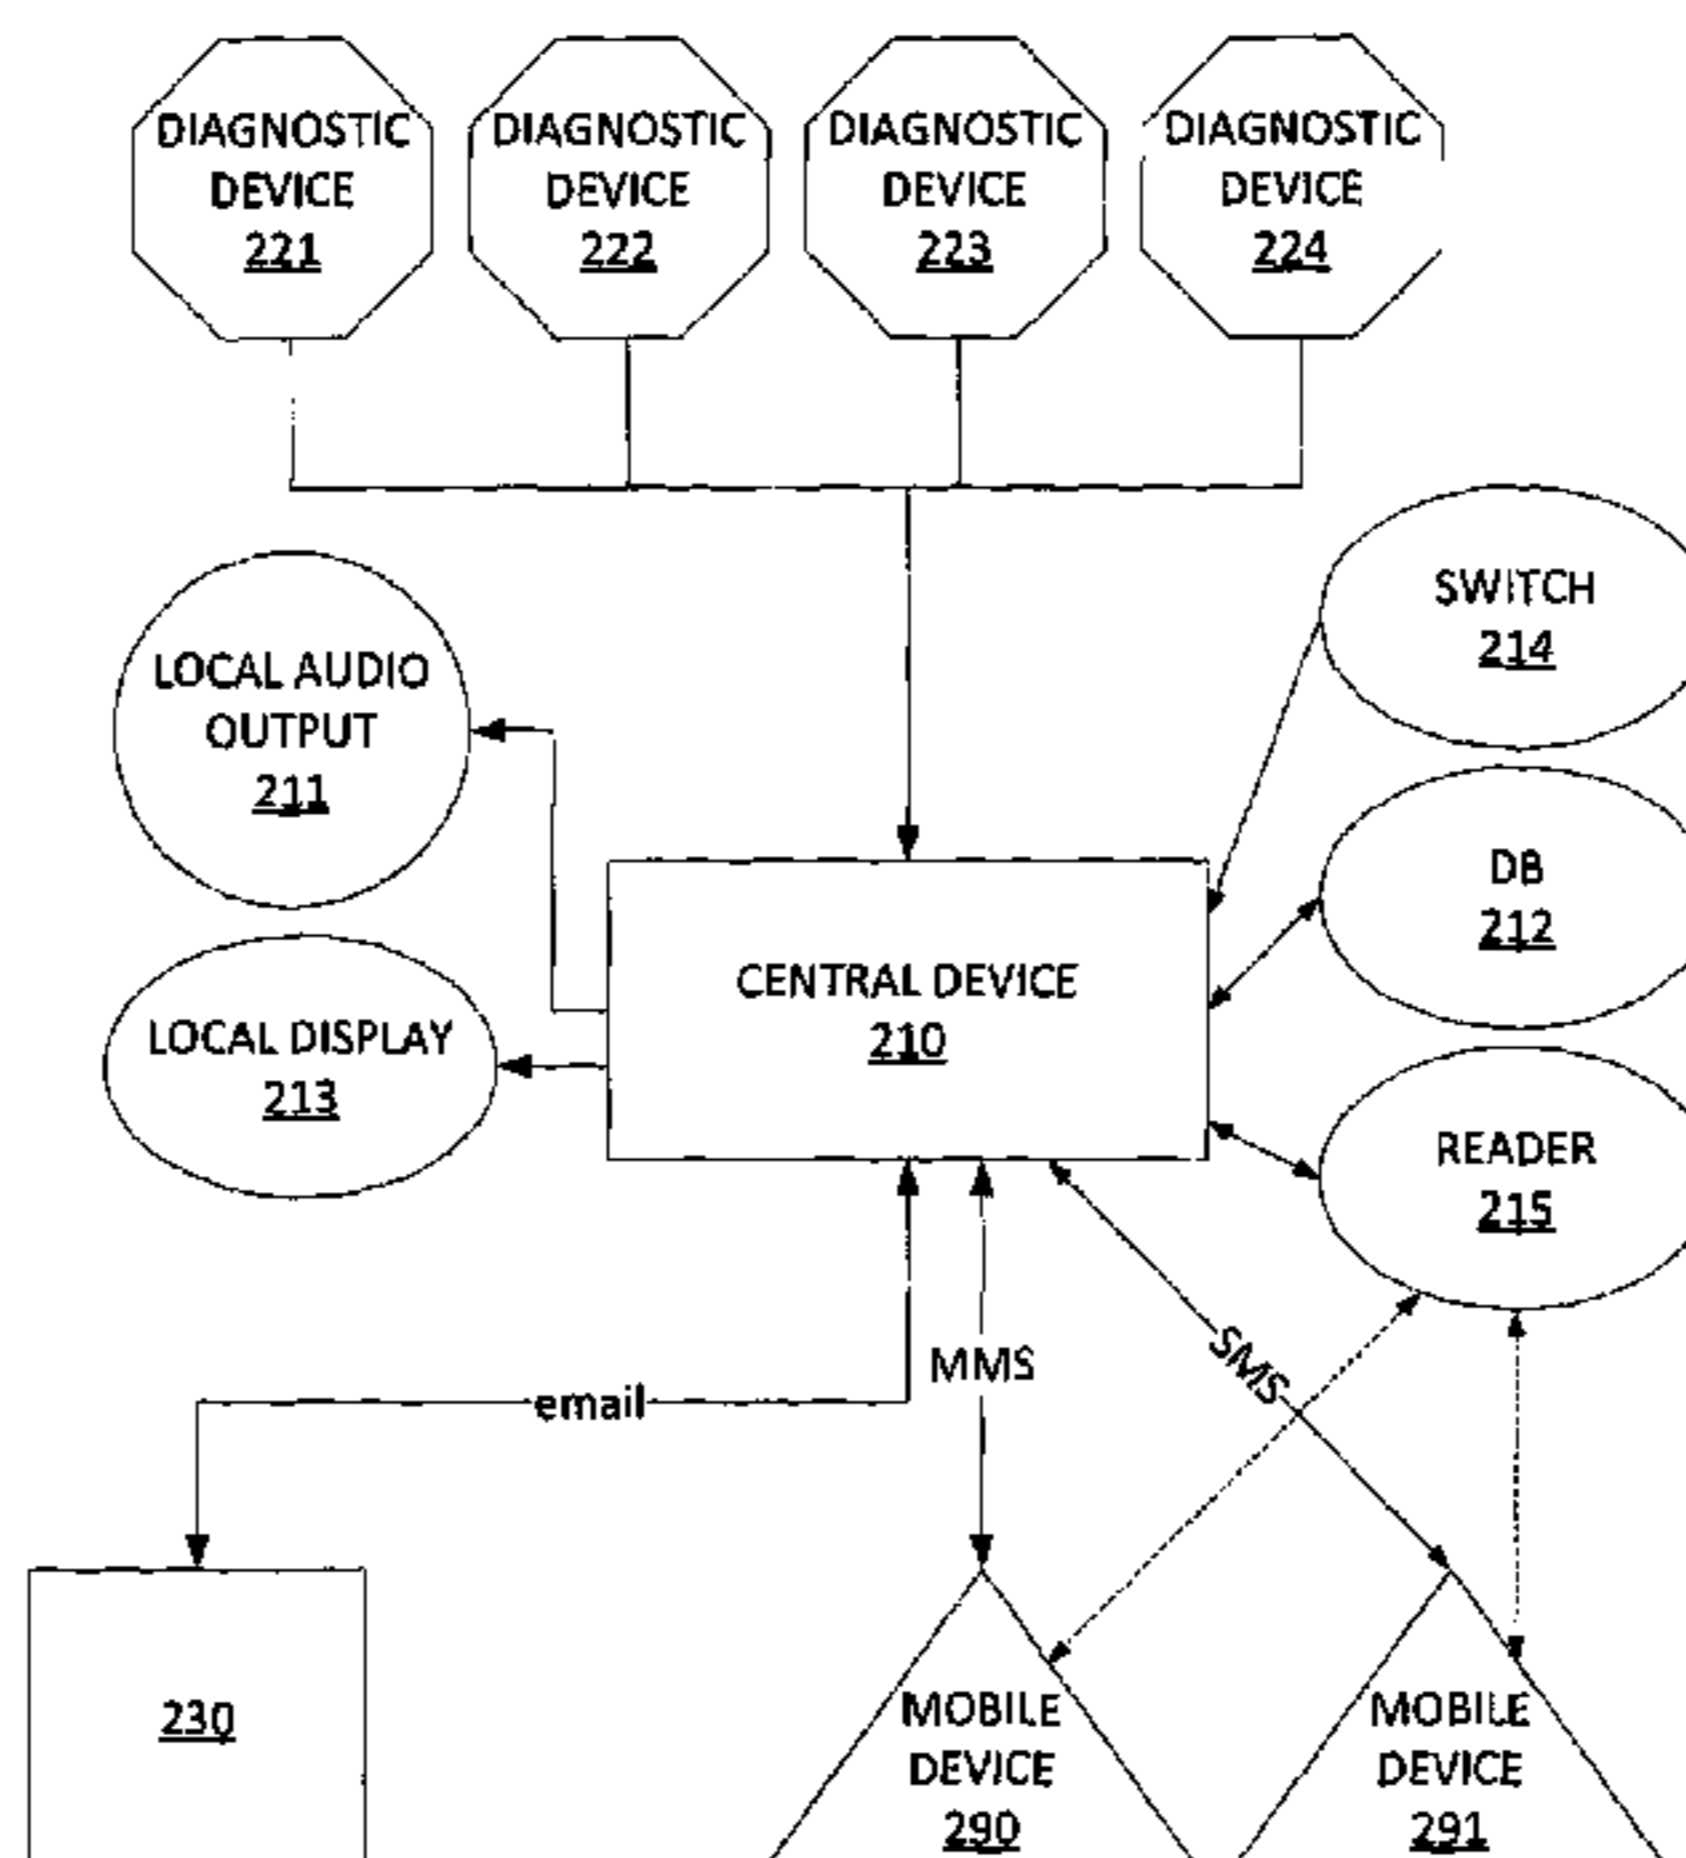 DIAGNOSTIC
DEVICE
221
DIAGNOSTIC
DEVICE
222
DIAGNOSTIC
DEVICE
223
DIAGNOSTIC
DEVICE
224
SWITCH
214
LOCAL AUDIO
OUTPUT
211
DB
212
CENTRAL DEVICE
210
LOCAL DISPLAY
213
READER
215
MMS
SMS
email
230
MOBILE
DEVICE
290
MOBILE
DEVICE
291